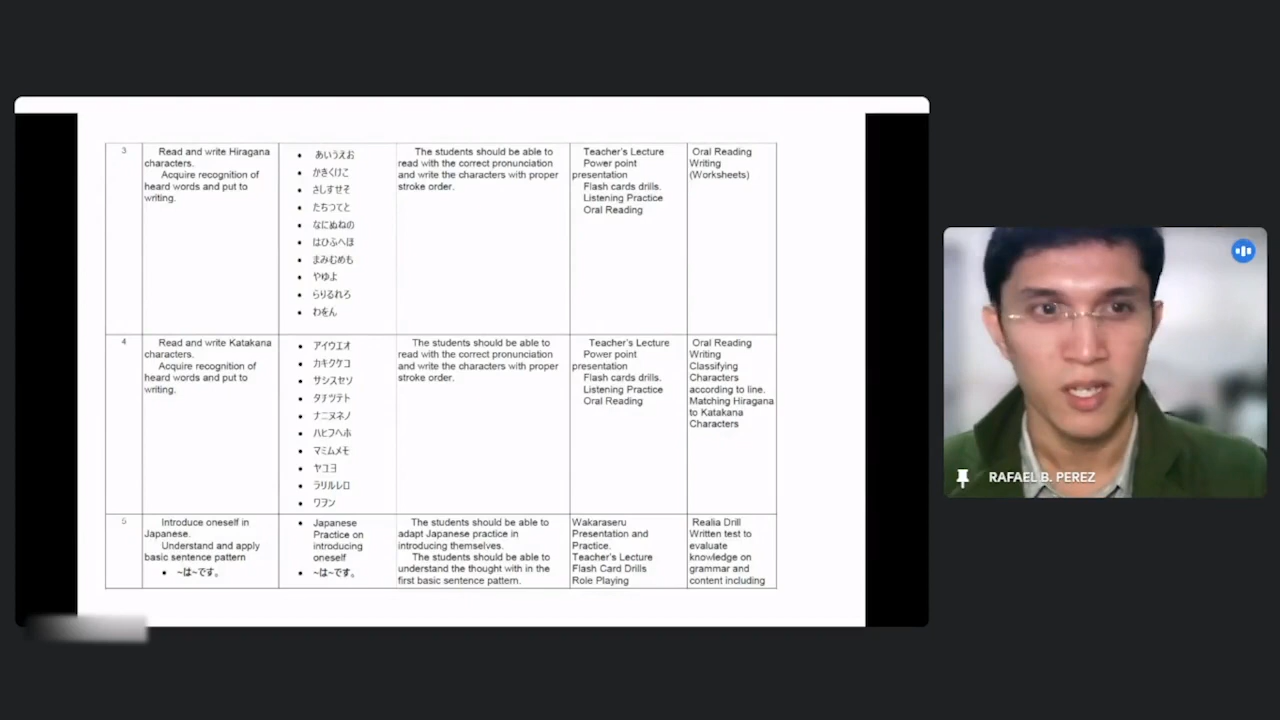 3
Read and write Hiragana
characters.
Acquire recognition of
heard words and put to
writing.
• あいうえお
• かきくけこ
• さしすせそ
• たちつてと
• なにぬねの
• はひふへほ
• まみむめも
• やゆよ
• らりるれろ
• わをん
The students should be able to
read with the correct pronunciation
and write the characters with proper
stroke order.
Teacher's Lecture
Power point
presentation
Flash cards drills.
Listening Practice
Oral Reading
Oral Reading
Writing
(Worksheets)
4
Read and write Katakana
characters.
Acquire recognition of
heard words and put to
writing.
• アイウエオ
• カキクケコ
• サシスセソ
• タチツテト
• ナニヌネノ
• ハヒフヘホ
• マミムメモ
• ヤコヨ
• ラリルレロ
• ワヲン
The students should be able to
read with the correct pronunciation
and write the characters with proper
stroke order.
Teacher's Lecture
Power point
presentation
Flash cards drills.
Listening Practice
Oral Reading
Oral Reading
Writing
Classifying
Characters
according to line.
Matching Hiragana
to Katakana
Characters
5
Introduce oneself in
Japanese.
Understand and apply
basic sentence pattern
• ~は~です。
• Japanese
Practice on
introducing
oneself
• ~は~です。
The students should be able to
adapt Japanese practice in
introducing themselves.
The students should be able to
understand the thought with in the
first basic sentence pattern.
Wakaraseru
Presentation and
Practice.
Teacher's Lecture
Flash Card Drills
Role Playing
Realia Drill
Written test to
evaluate
knowledge on
grammar and
content including
RAFAEL B. PEREZ